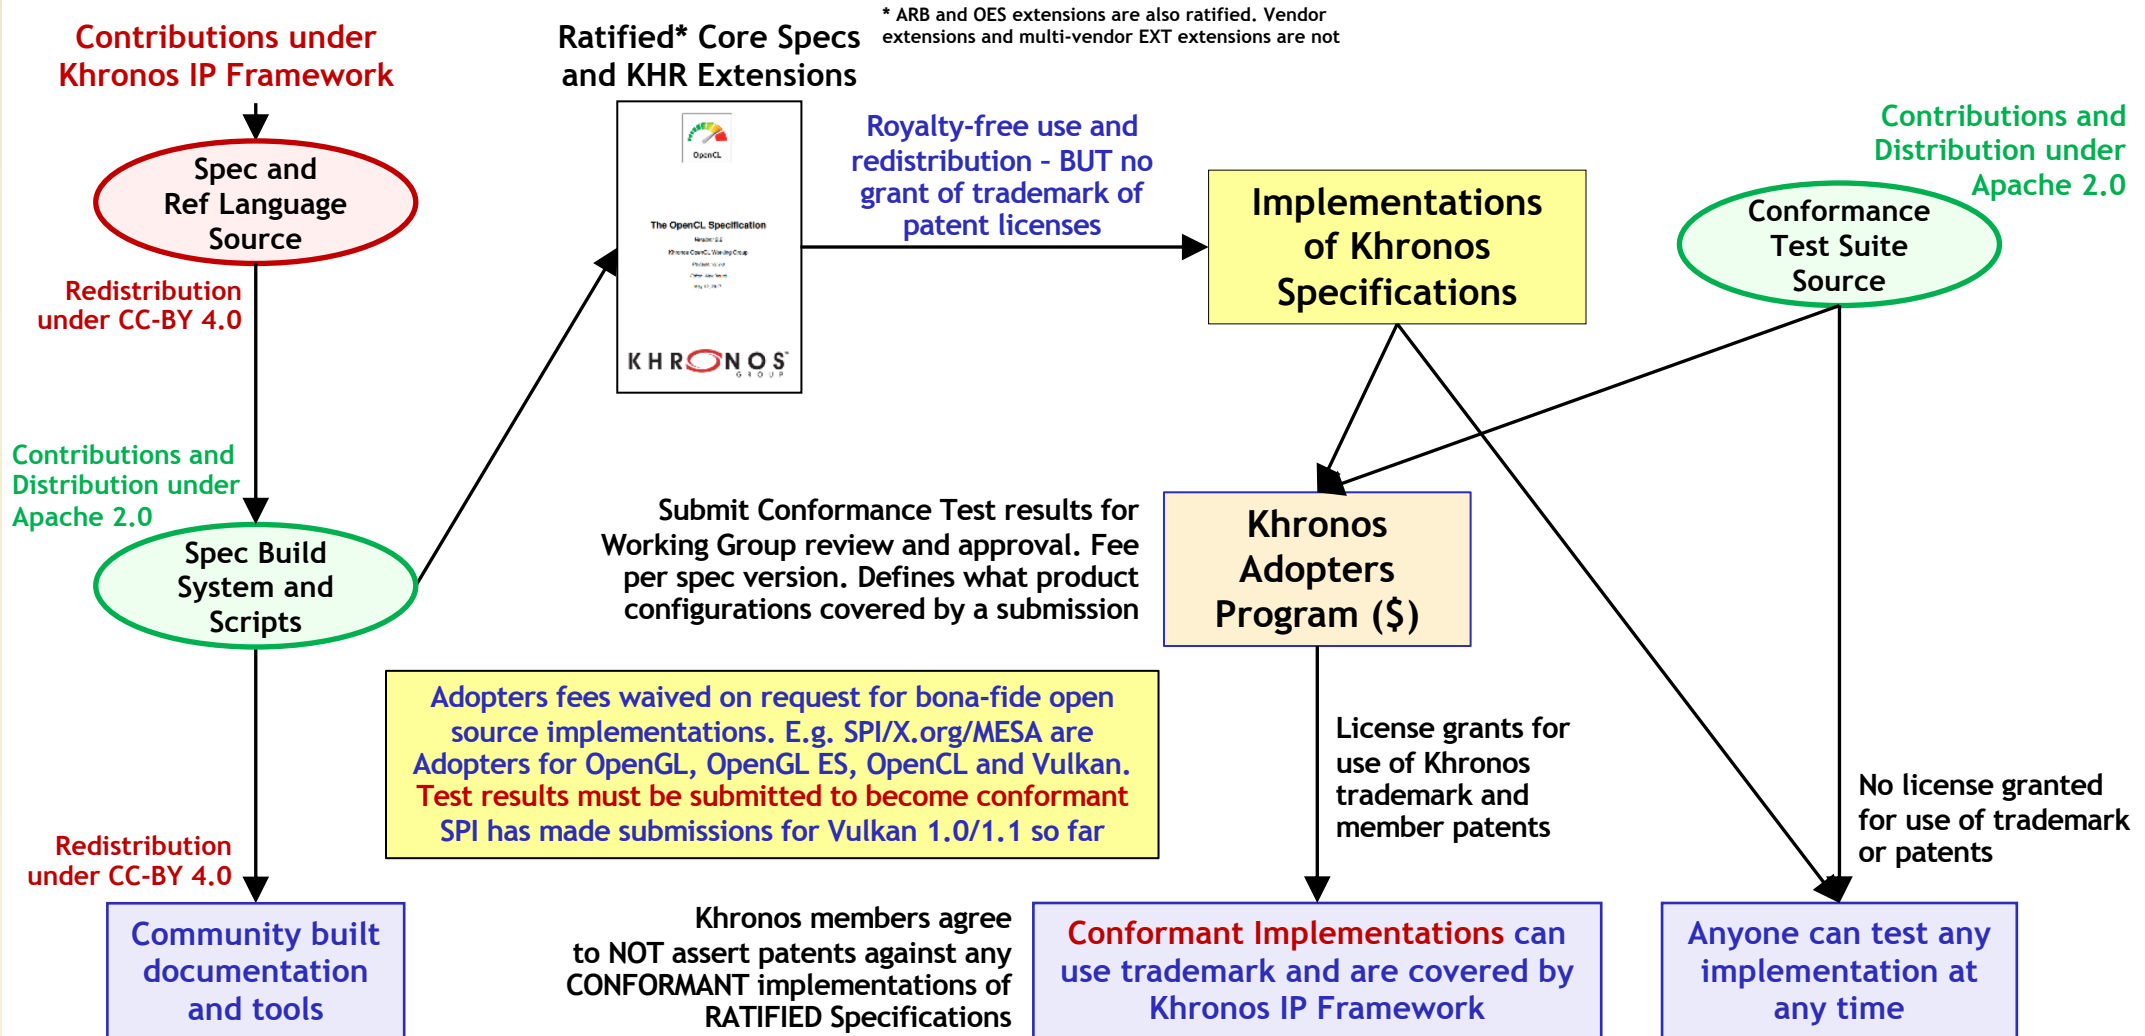 * ARB and OES extensions are also ratified. Vendor
extensions and multi-vendor EXT extensions are not
Contributions under
Khronos IP Framework
Ratified* Core Specs
and KHR Extensions
Spec and
Ref Language
Source
OpenCL
The OpenCL Specification
Khronos OpenCL Working Group
KHRONOS
GROUP
Royalty-free use and
redistribution - BUT no
grant of trademark of
patent licenses
Implementations
of Khronos
Specifications
Contributions and
Distribution under
Apache 2.0
Conformance
Test Suite
Source
Redistribution
under CC-BY 4.0
Contributions and
Distribution under
Apache 2.0
Spec Build
System and
Scripts
Submit Conformance Test results for
Working Group review and approval. Fee
per spec version. Defines what product
configurations covered by a submission
Khronos
Adopters
Program ($)
Adopters fees waived on request for bona-fide open
source implementations. E.g. SPI/X.org/MESA are
Adopters for OpenGL, OpenGL ES, OpenCL and Vulkan.
Test results must be submitted to become conformant
SPI has made submissions for Vulkan 1.0/1.1 so far
License grants for
use of Khronos
trademark and
member patents
No license granted
for use of trademark
or patents
Redistribution
under CC-BY 4.0
Community built
documentation
and tools
Khronos members agree
to NOT assert patents against any
CONFORMANT implementations of
RATIFIED Specifications
Conformant Implementations can
use trademark and are covered by
Khronos IP Framework
Anyone can test any
implementation at
any time